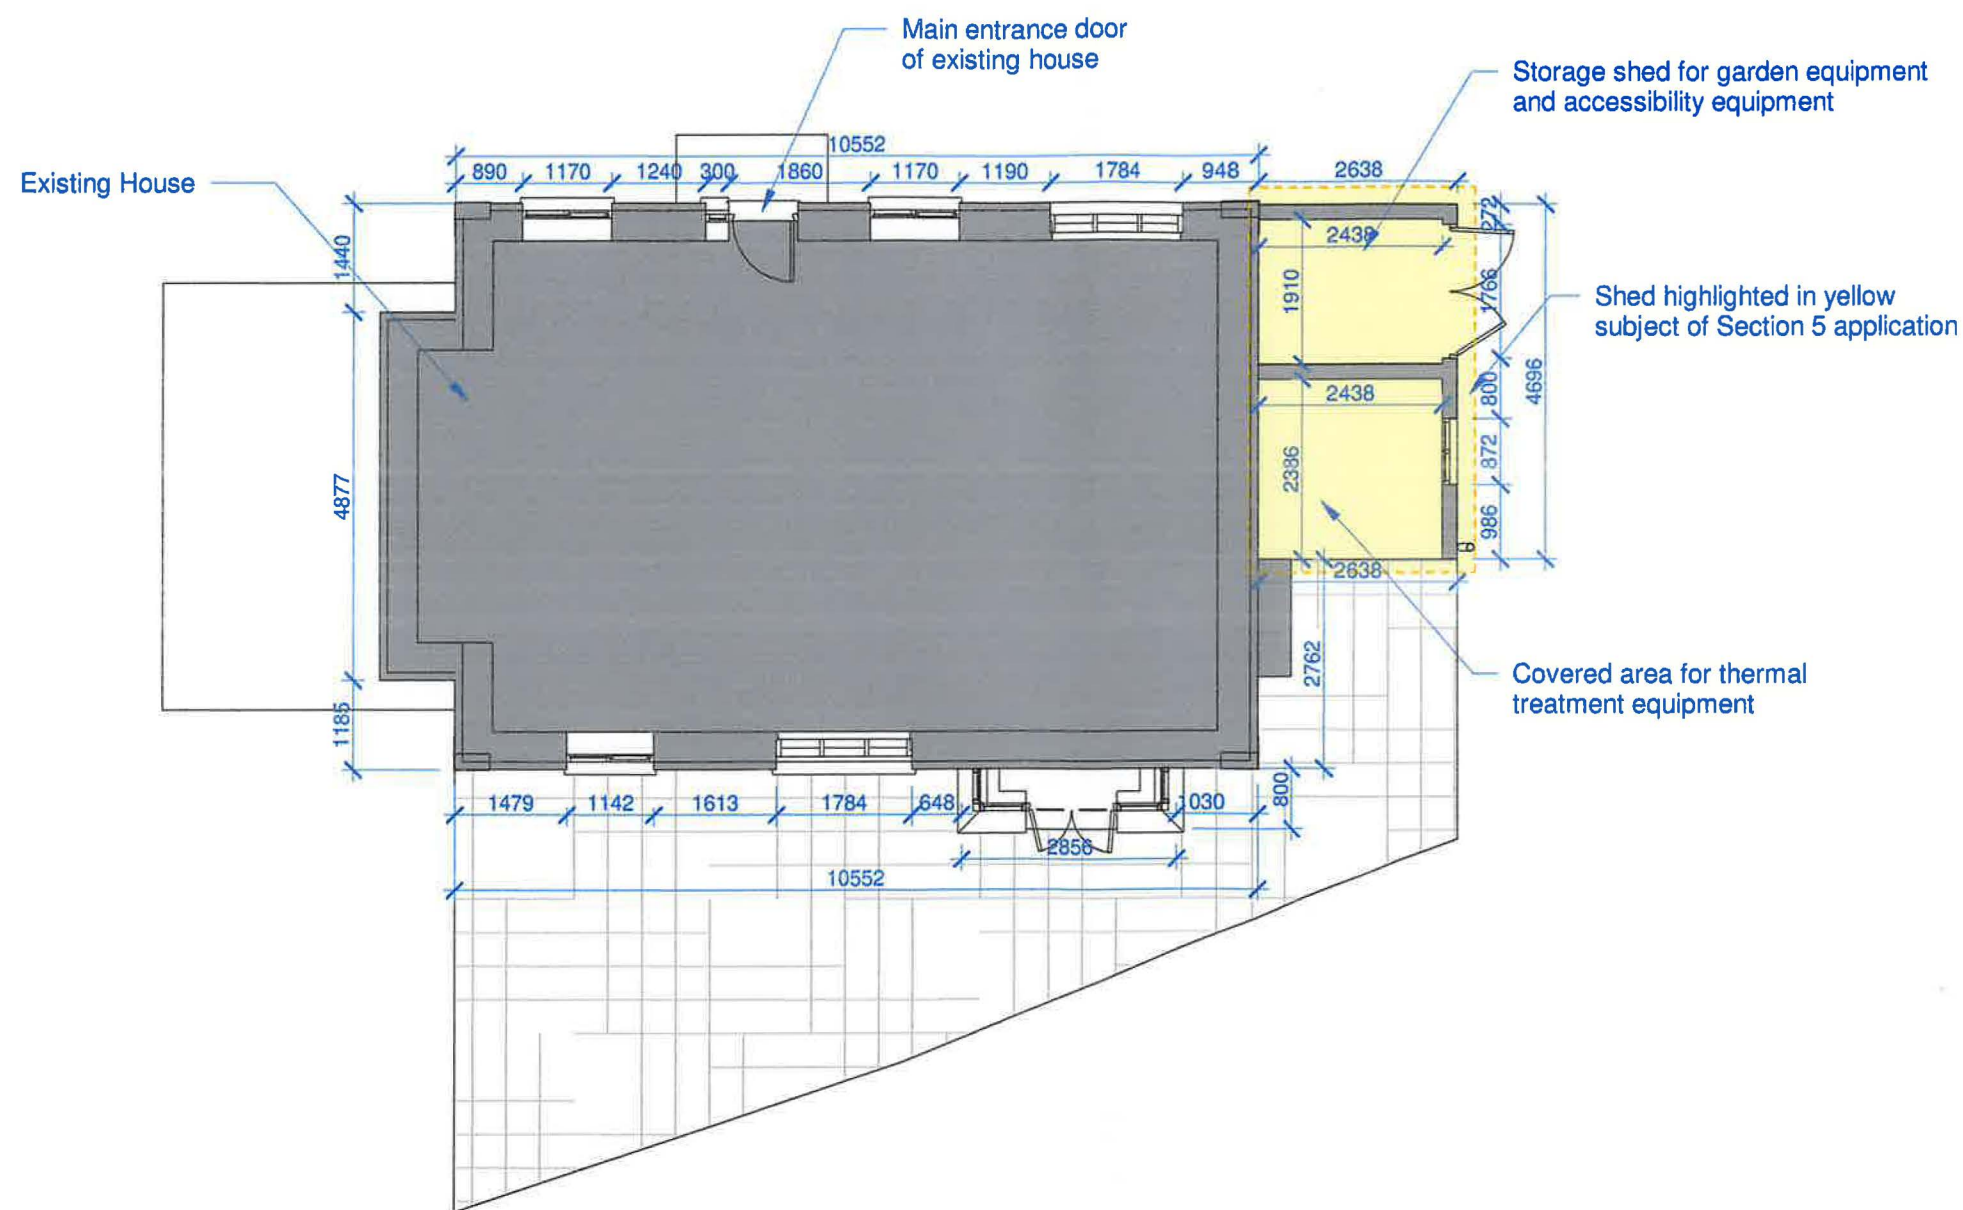 Main entrance door
of existing house
Storage shed for garden equipment
and accessibility equipment
Existing House
Shed highlighted in yellow
subject of Section 5 application
Covered area for thermal
treatment equipment
10552
890 1170 1240 300 1860 1170 1190 1784 948 2638
1440
4877
1185
2438
1910
272
1766
4696
2438
2386
800
872
986
2638
2762
800
1479 1142 1613 1784 648 1030
2856
10552